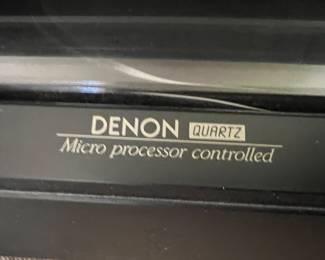 DENON QUARTZ
Micro processor controlled